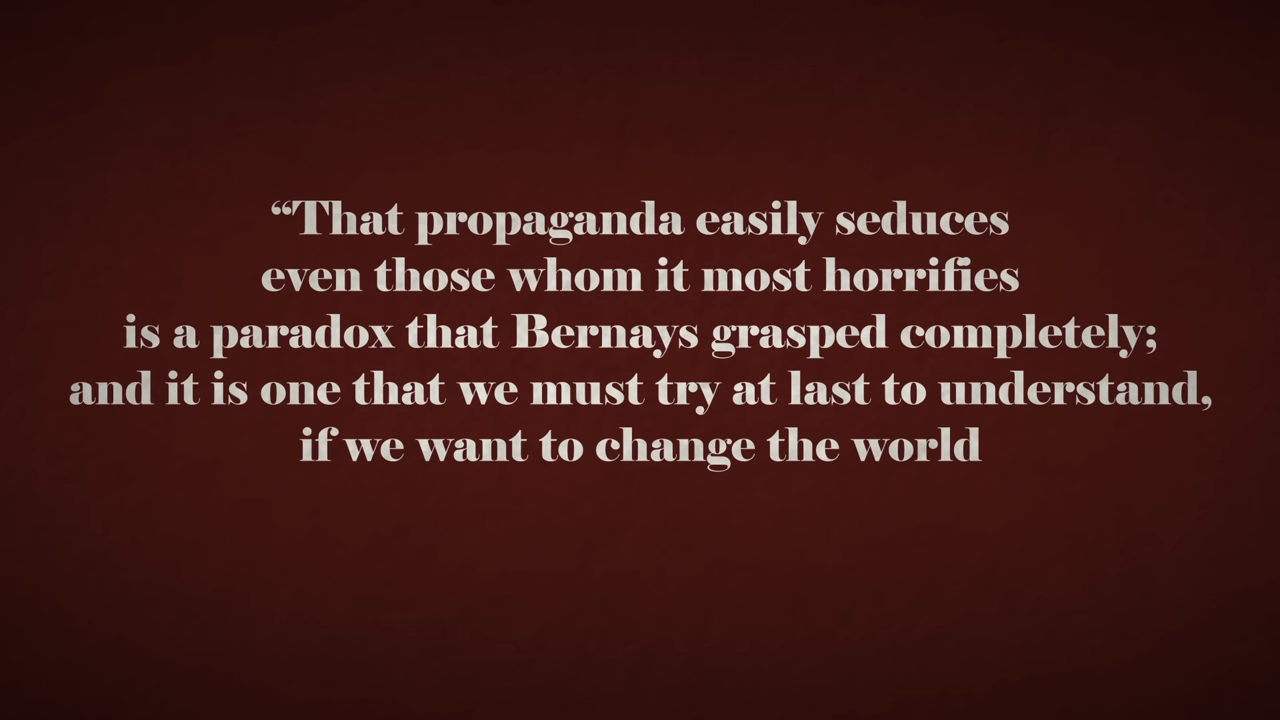 “That propaganda easily seduces
even those whom it most horrifies
is a paradox that Bernays grasped completely;
and it is one that we must try at last to understand,
if we want to change the world